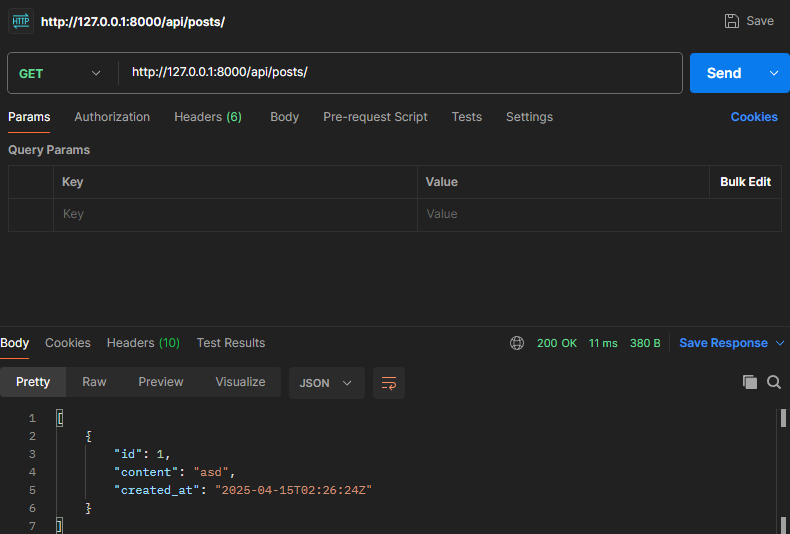 HTTP http://127.0.0.1:8000/api/posts/ Save
GET http://127.0.0.1:8000/api/posts/ Send
Params Authorization Headers (6) Body Pre-request Script Tests Settings Cookies
Query Params
Key Value Bulk Edit
Key Value
Body Cookies Headers (10) Test Results 200 OK 11 ms 380 B Save Response
Pretty Raw Preview Visualize JSON
1 [
2 {
3 "id": 1,
4 "content": "asd",
5 "created_at": "2025-04-15T02:26:24Z"
6 }
7 ]